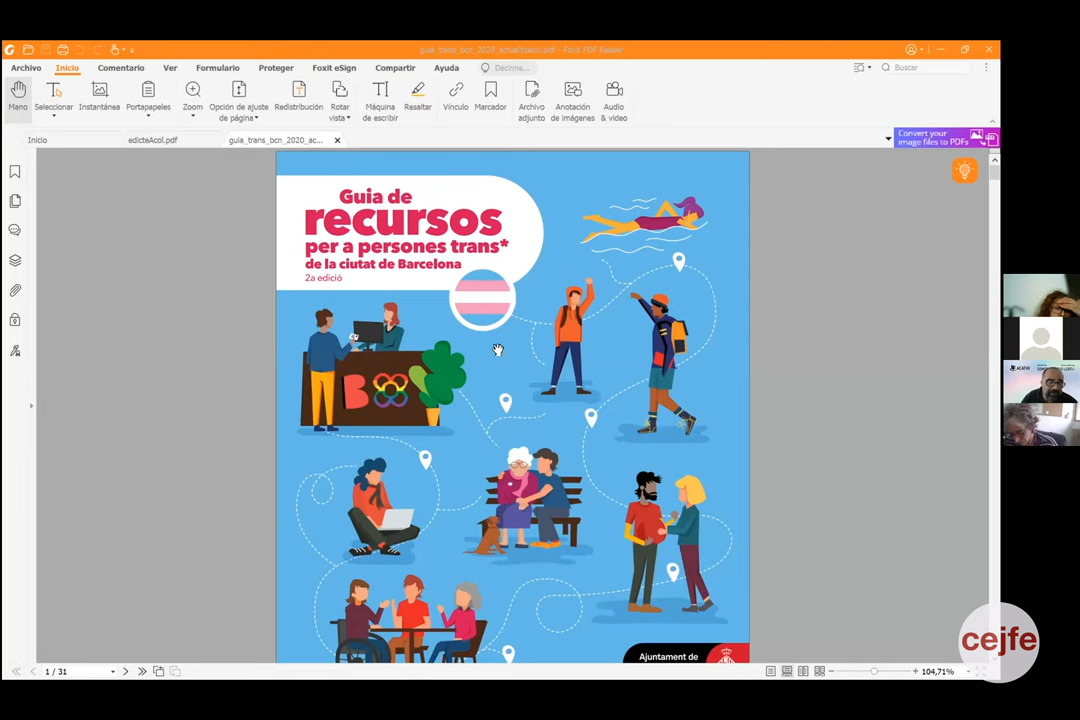 guia_trans_bcn_2020_actualitzacio.pdf - Foxit PDF Reader
Archivo Inicio Comentario Ver Formulario Proteger Foxit eSign Compartir Ayuda Decirme... Buscar
Mano Seleccionar Instantánea Portapapeles Zoom Opción de ajuste de página Redistribución Rotar vista Máquina de escribir Resaltar Vínculo Marcador Archivo adjunto Anotación de imágenes Audio & video
Inicio edicteAcol.pdf guia_trans_bcn_2020_ac...
Convert your
image files to PDFs
Guia de
recursos
per a persones trans*
de la ciutat de Barcelona
2a edició
B
Ajuntament de
ACATHI
cejfe
1 / 31
104,71%